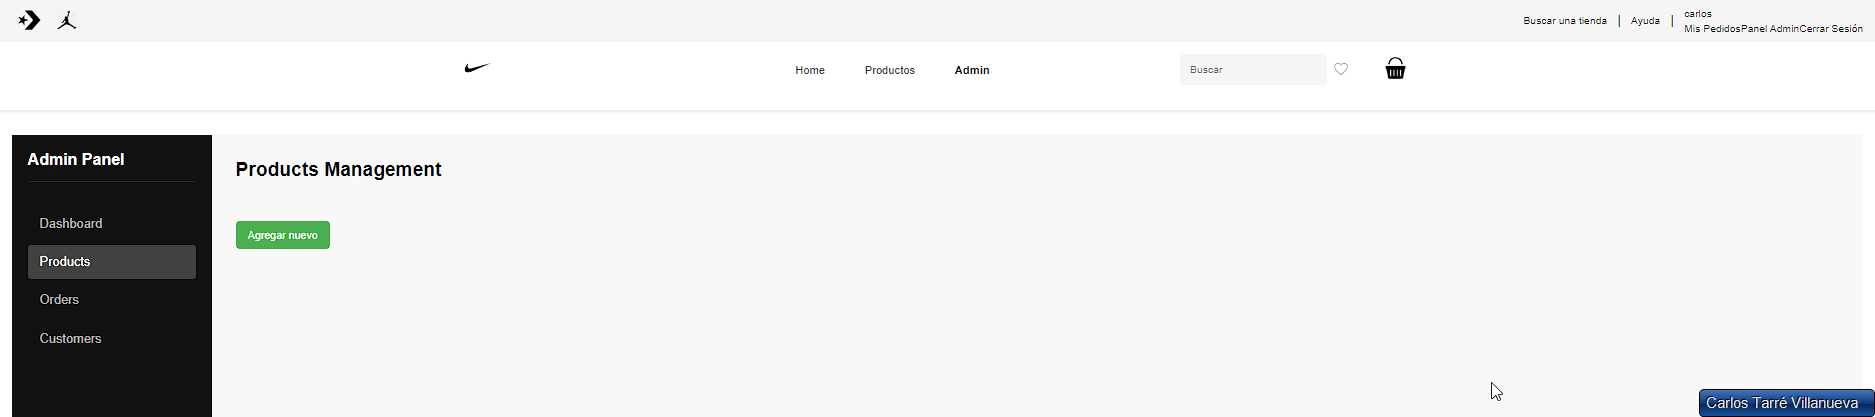 Buscar una tienda | Ayuda | carlos
Mis PedidosPanel AdminCerrar Sesión
Home Productos Admin Buscar
Admin Panel
Products Management
Dashboard
Agregar nuevo
Products
Orders
Customers
Carlos Tarré Villanueva